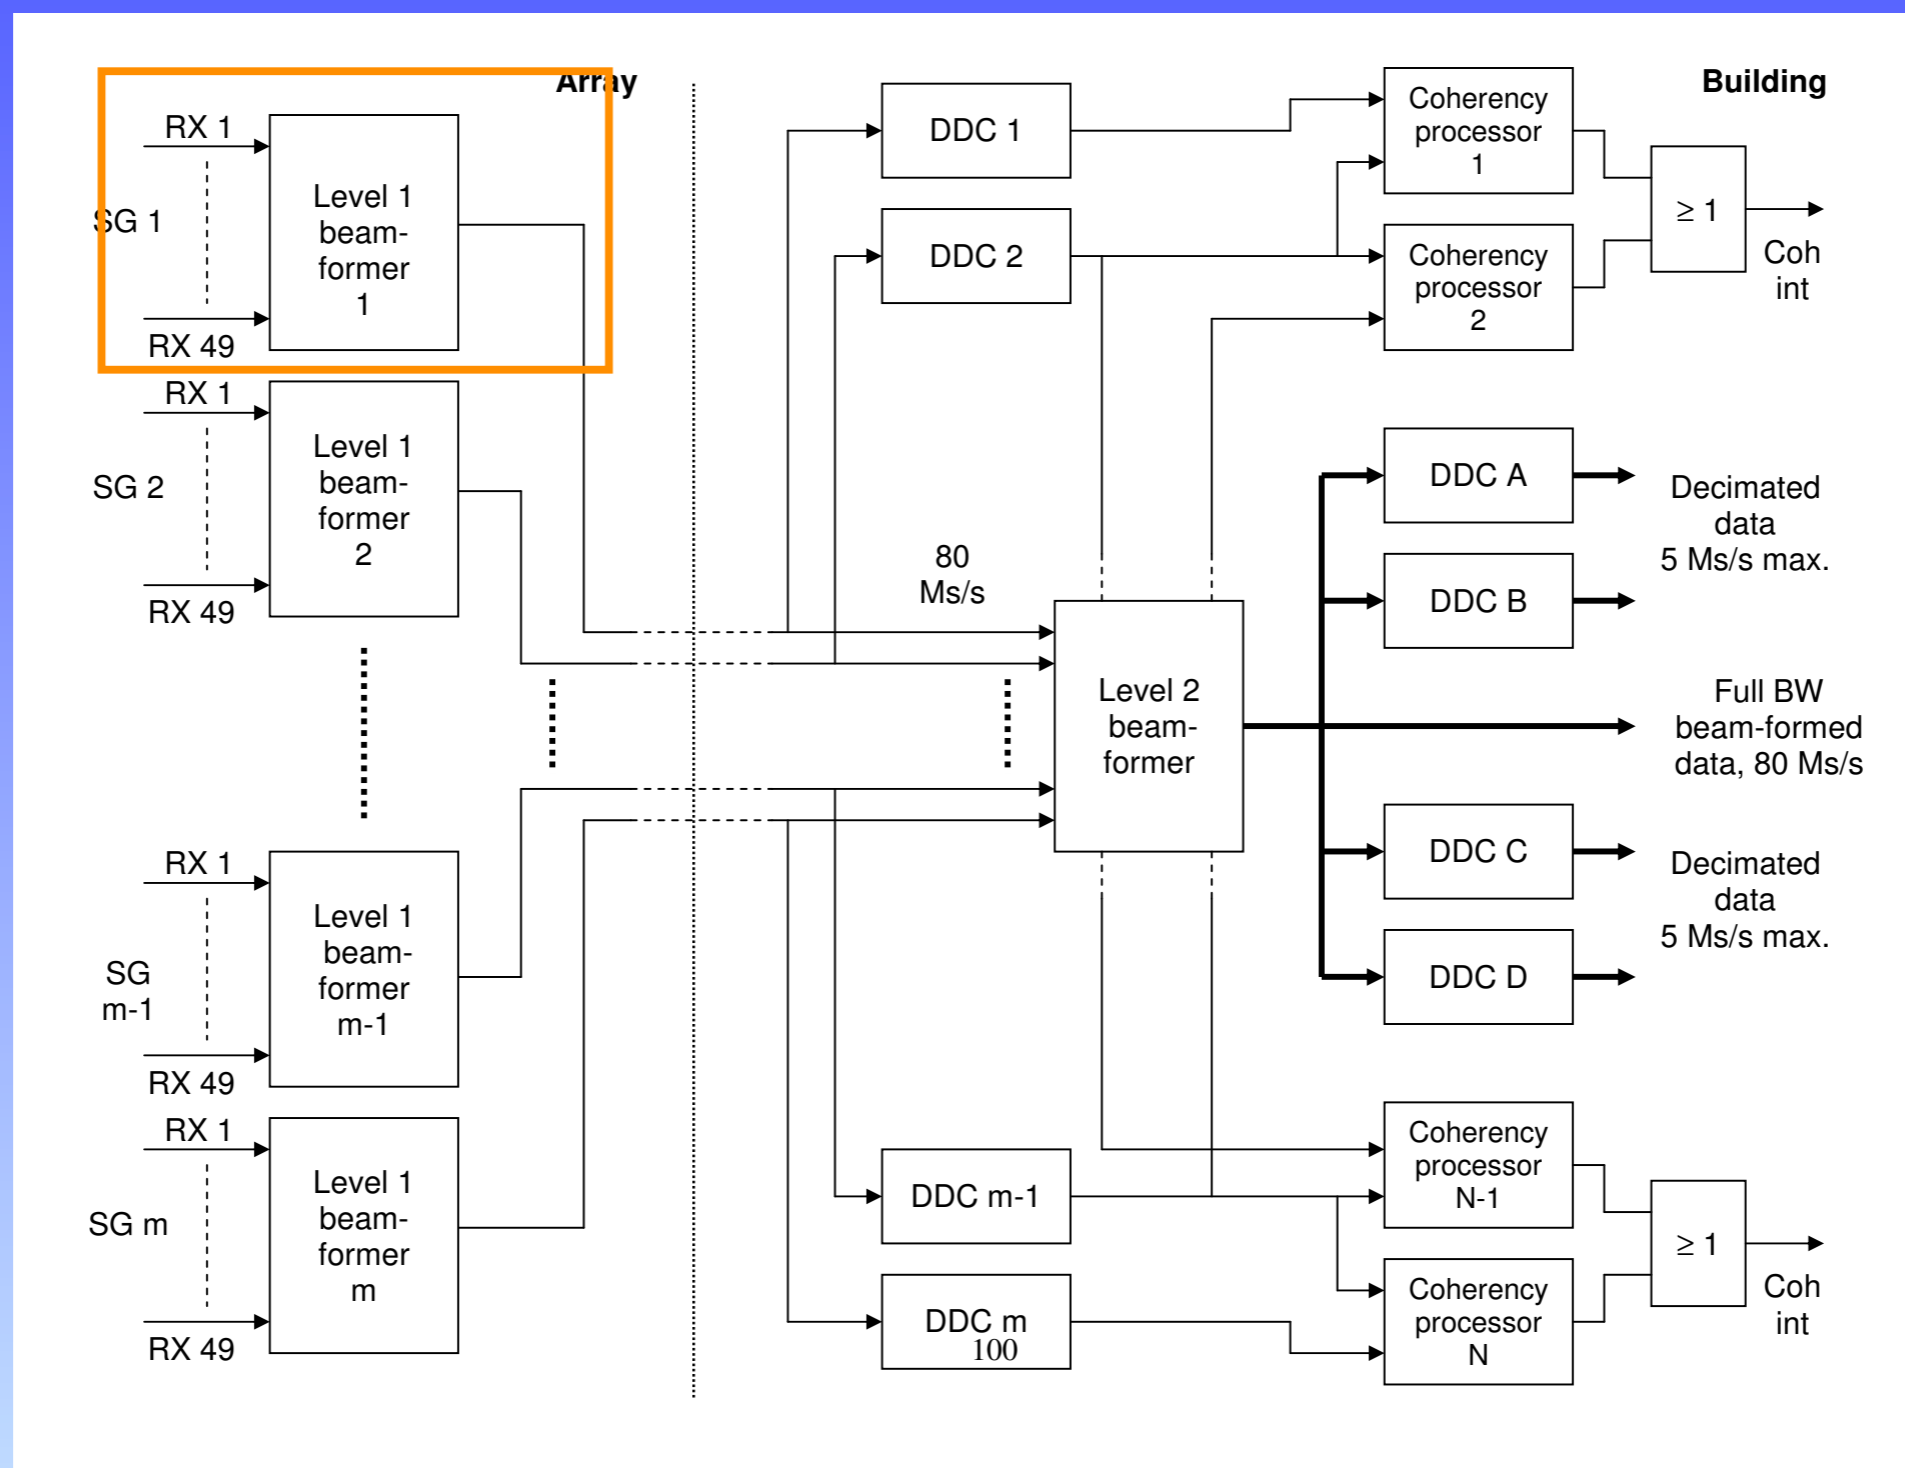 Array
Building
RX 1
SG 1
RX 49
Level 1
beam-
former
1
RX 1
SG 2
RX 49
Level 1
beam-
former
2
RX 1
SG
m-1
RX 49
Level 1
beam-
former
m-1
RX 1
SG m
RX 49
Level 1
beam-
former
m
DDC 1
DDC 2
80
Ms/s
Level 2
beam-
former
DDC m-1
DDC m
100
Coherency
processor
1
Coherency
processor
2
≥ 1
Coh
int
DDC A
DDC B
Decimated
data
5 Ms/s max.
Full BW
beam-formed
data, 80 Ms/s
DDC C
DDC D
Decimated
data
5 Ms/s max.
Coherency
processor
N-1
Coherency
processor
N
≥ 1
Coh
int